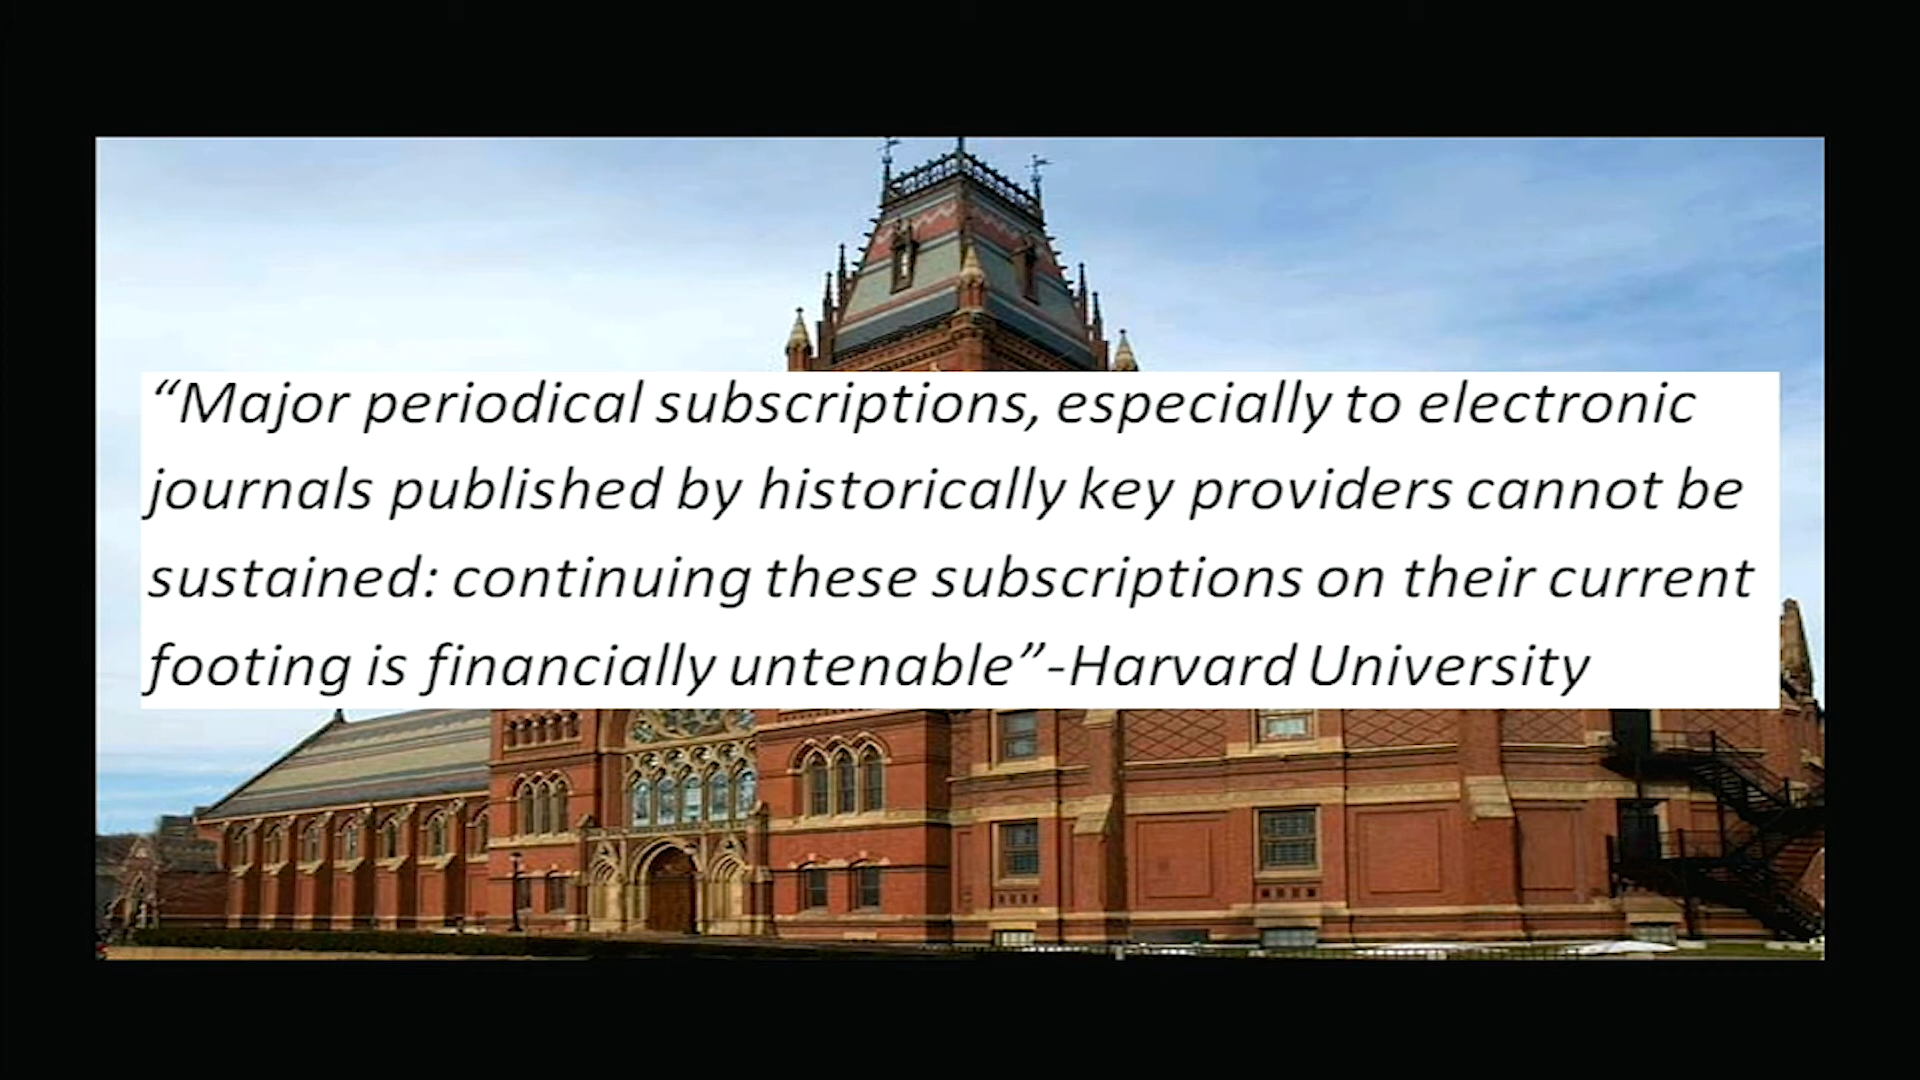 “Major periodical subscriptions, especially to electronic
journals published by historically key providers cannot be
sustained: continuing these subscriptions on their current
footing is financially untenable”-Harvard University